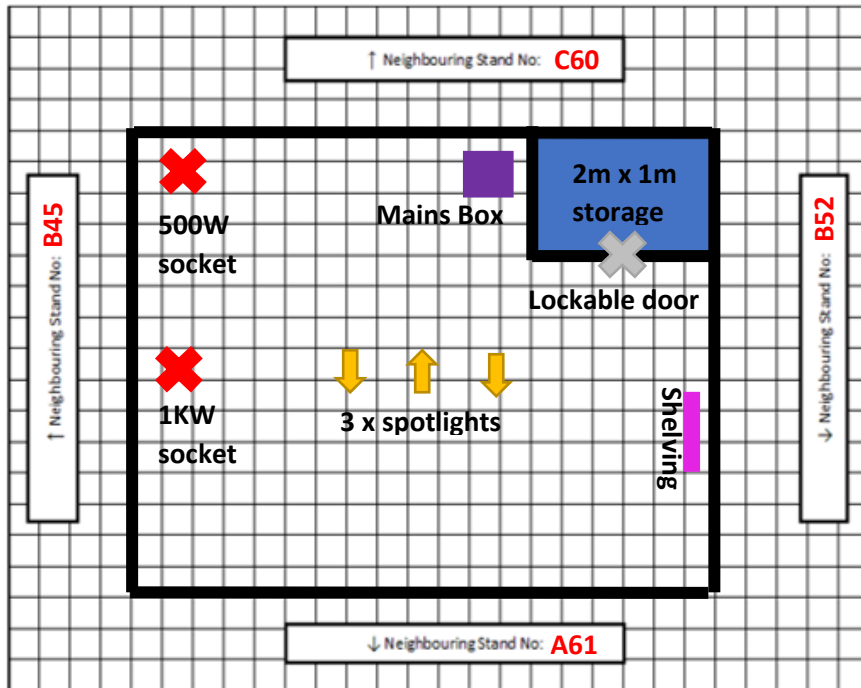 ↑ Neighbouring Stand No: C60
↑ Neighbouring Stand No: B45
500W
socket
Mains Box
2m x 1m
storage
Lockable door
↓ Neighbouring Stand No: B52
1KW
socket
3 x spotlights
Shelving
↓ Neighbouring Stand No: A61